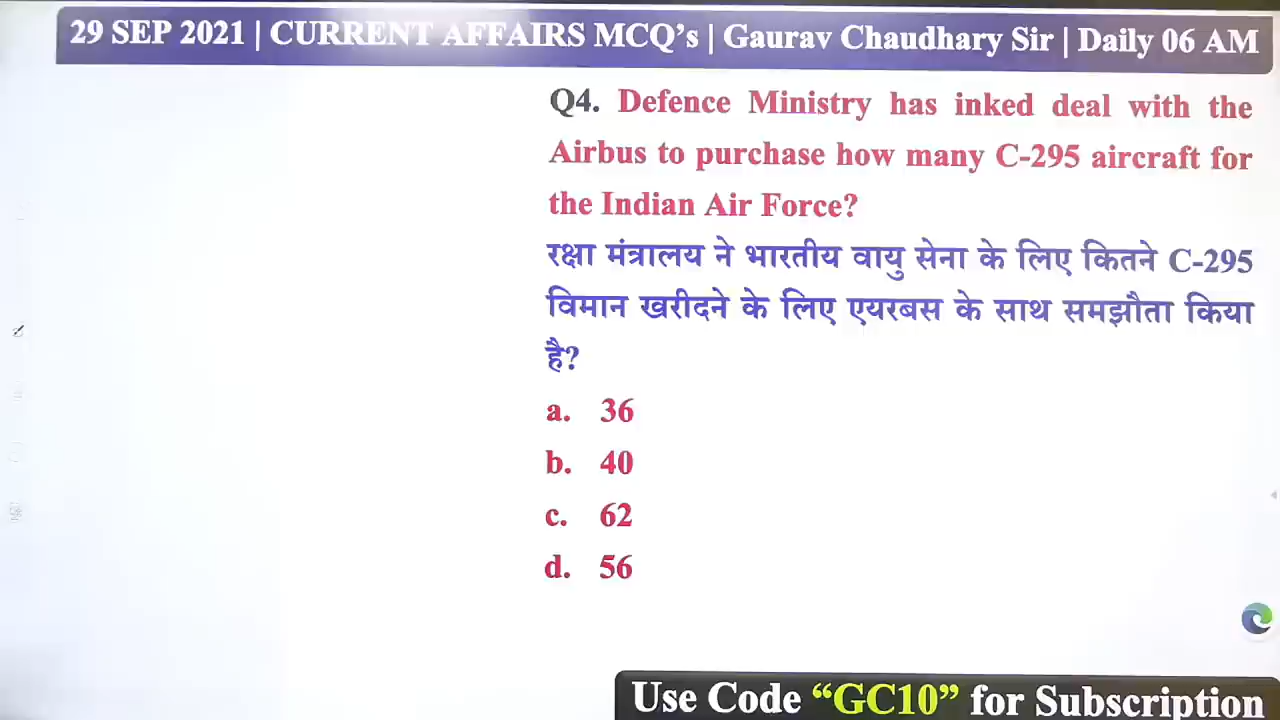 29 SEP 2021 | CURRENT AFFAIRS MCQ’s | Gaurav Chaudhary Sir | Daily 06 AM
Q4. Defence Ministry has inked deal with the
Airbus to purchase how many C-295 aircraft for
the Indian Air Force?
रक्षा मंत्रालय ने भारतीय वायु सेना के लिए कितने C-295
विमान खरीदने के लिए एयरबस के साथ समझौता किया
है?
a. 36
b. 40
c. 62
d. 56
Use Code “GC10” for Subscription